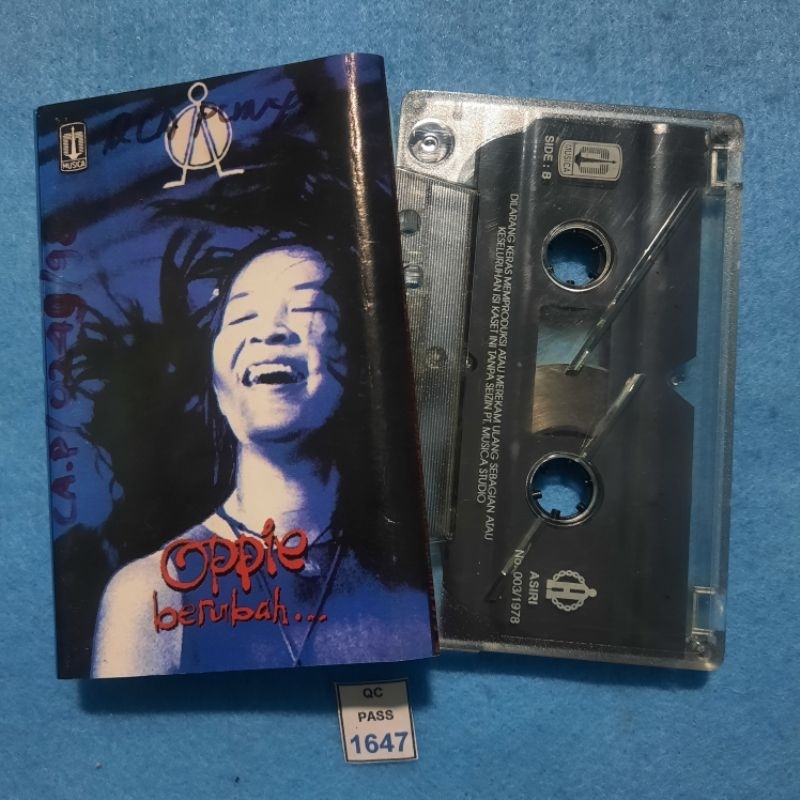 MUSICA
CA.P/
Oppie
berubah...
SIDE : B
MUSICA
DILARANG KERAS MEMPRODUKSI ATAU MEREKAM ULANG SEBAGIAN ATAU
KESELURUHAN ISI KASET INI TANPA SEIZIN PT. MUSICA STUDIO
ASIRI
No. 003/1978
QC
PASS
1647